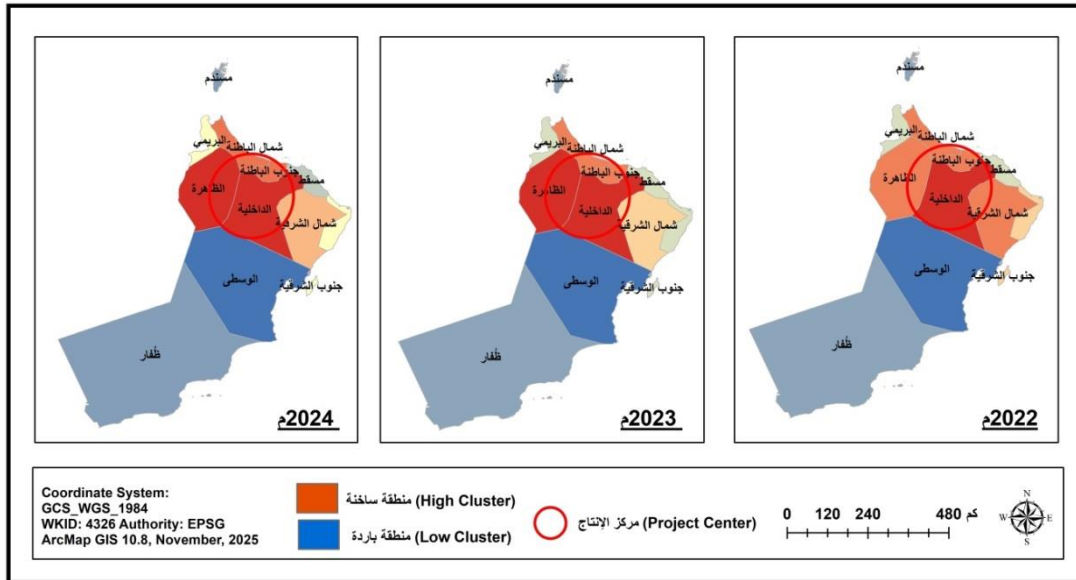 مسندم
البريمي
شمال الباطنة
جنوب الباطنة
مسقط
الظاهرة
الداخلية
شمال الشرقية
جنوب الشرقية
الوسطى
ظفار
2024م
مسندم
البريمي
شمال الباطنة
جنوب الباطنة
مسقط
الظاهرة
الداخلية
شمال الشرقية
جنوب الشرقية
الوسطى
ظفار
2023م
مسندم
البريمي
شمال الباطنة
جنوب الباطنة
مسقط
الظاهرة
الداخلية
شمال الشرقية
جنوب الشرقية
الوسطى
ظفار
2022م
Coordinate System:
GCS_WGS_1984
WKID: 4326 Authority: EPSG
ArcMap GIS 10.8, November, 2025
منطقة ساخنة (High Cluster)
منطقة باردة (Low Cluster)
مركز الإنتاج (Project Center)
0 120 240 480 كم
N
W E
S